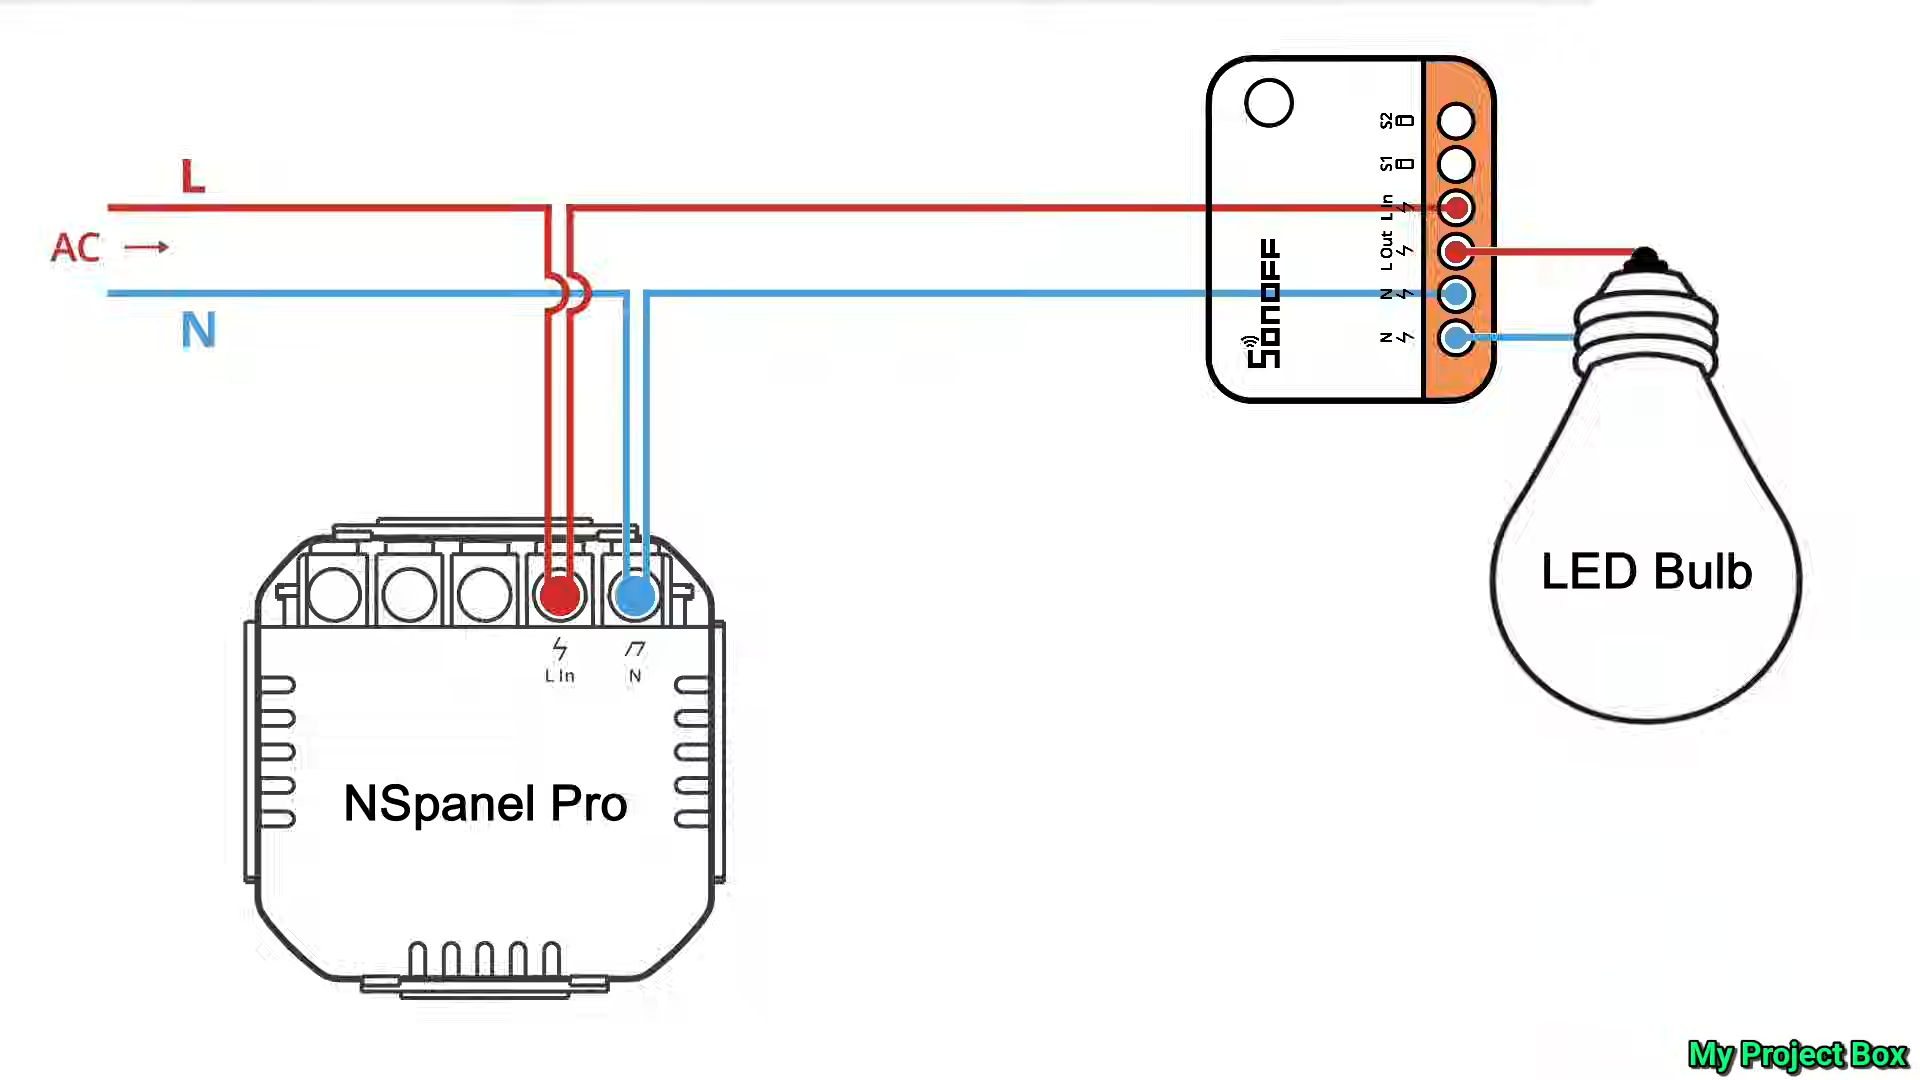 L
AC
N
S2
S1
L In
L Out
N
N
SONOFF
LED Bulb
L In
N
NSpanel Pro
My Project Box